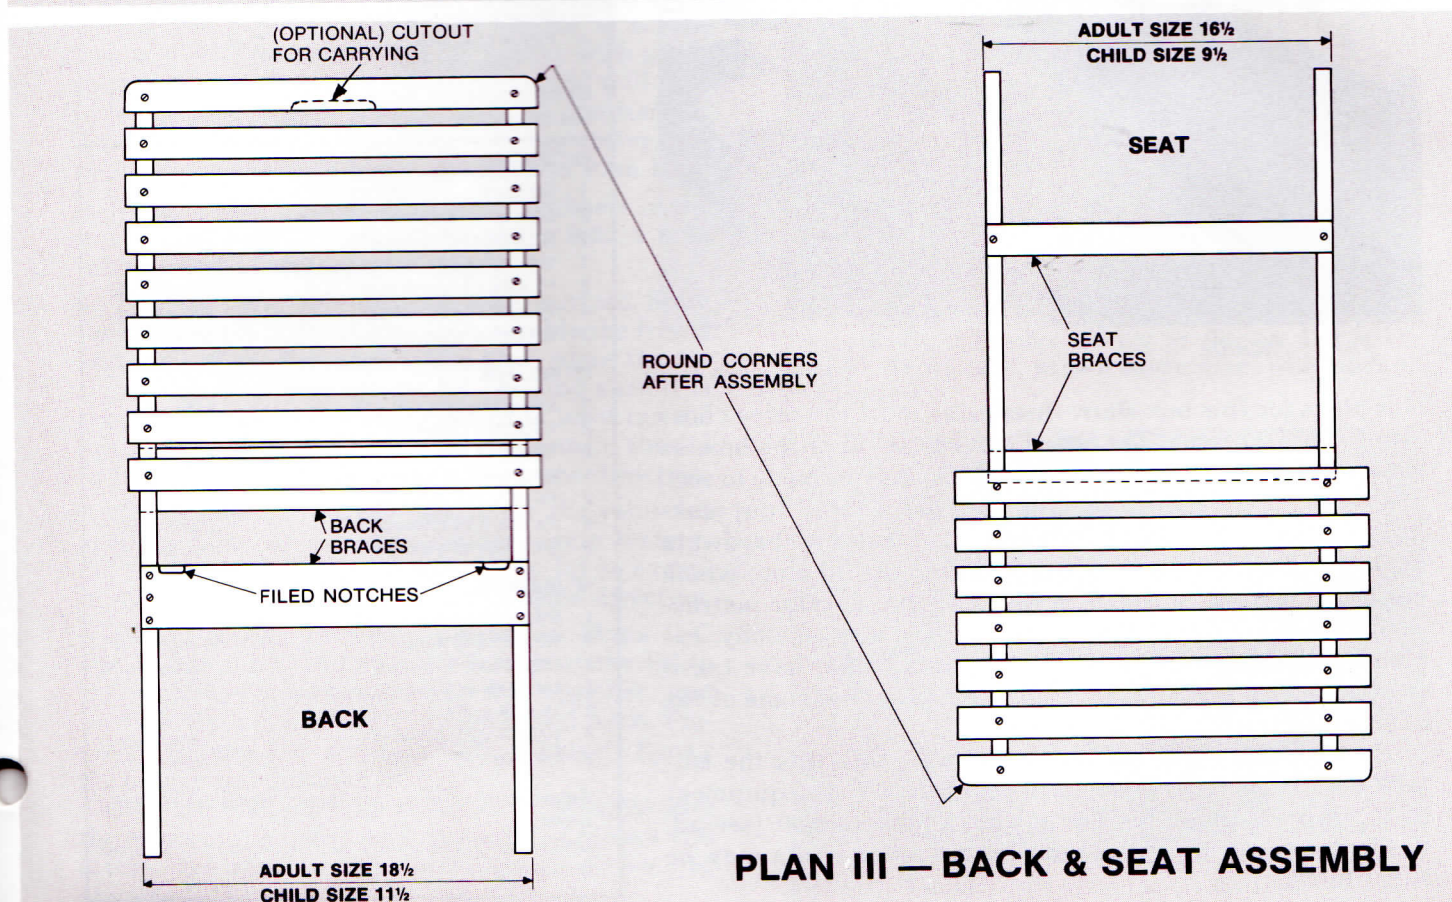 (OPTIONAL) CUTOUT
FOR CARRYING
ADULT SIZE 16½
CHILD SIZE 9½
SEAT
SEAT
BRACES
ROUND CORNERS
AFTER ASSEMBLY
BACK
BRACES
FILED NOTCHES
BACK
ADULT SIZE 18½
CHILD SIZE 11½
PLAN III — BACK & SEAT ASSEMBLY